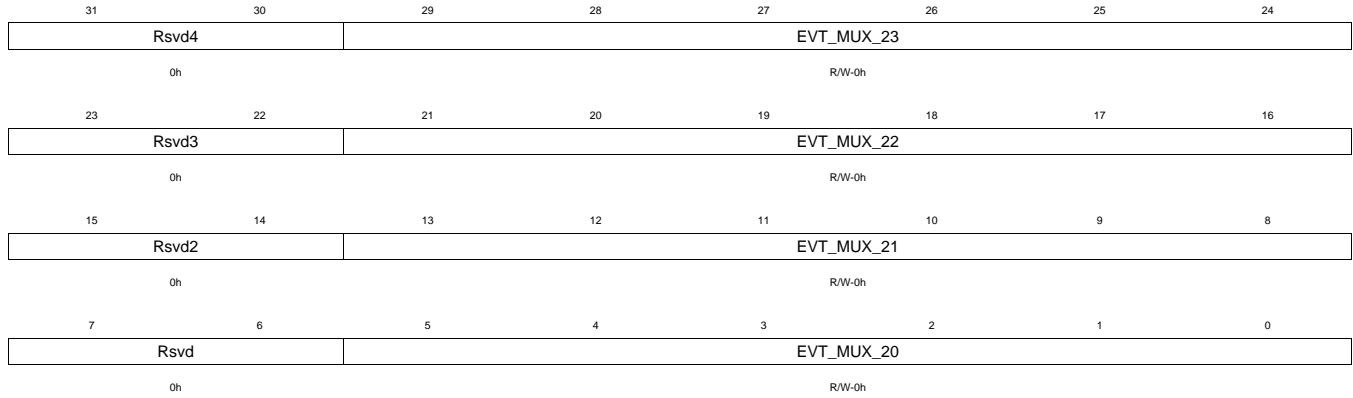 31 30 29 28 27 26 25 24
Rsvd4 EVT_MUX_23
0h R/W-0h
23 22 21 20 19 18 17 16
Rsvd3 EVT_MUX_22
0h R/W-0h
15 14 13 12 11 10 9 8
Rsvd2 EVT_MUX_21
0h R/W-0h
7 6 5 4 3 2 1 0
Rsvd EVT_MUX_20
0h R/W-0h